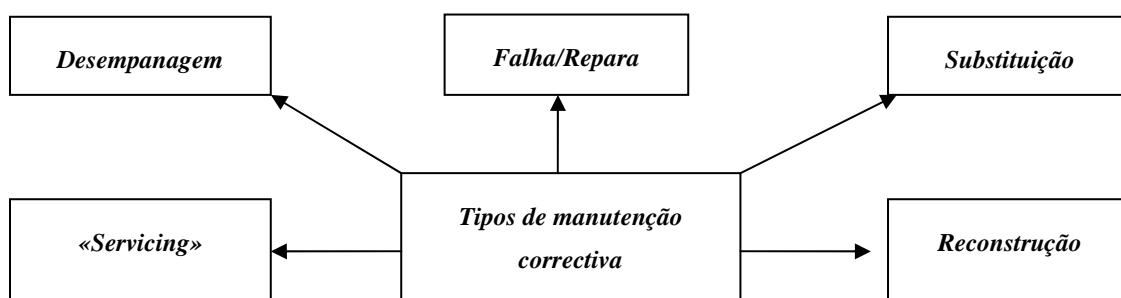 Desempanagem
Falha/Repara
Substituição
«Servicing»
Tipos de manutenção
correctiva
Reconstrução